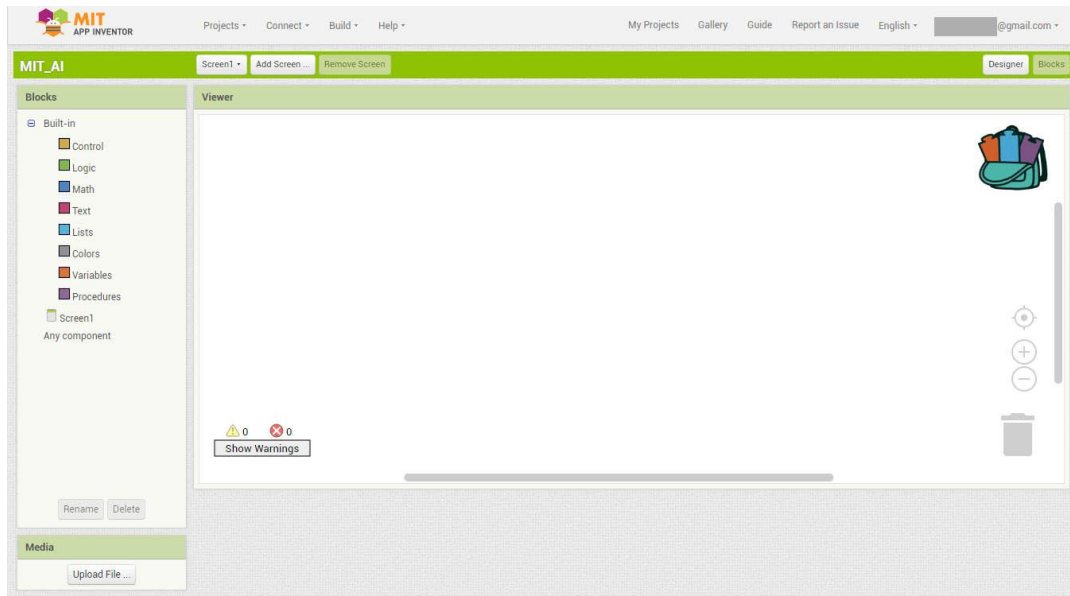 MIT
APP INVENTOR
Projects Connect Build Help My Projects Gallery Guide Report an Issue English @gmail.com
MIT_AI Screen1 Add Screen ... Remove Screen Designer Blocks
Blocks
Viewer
Built-in
Control
Logic
Math
Text
Lists
Colors
Variables
Procedures
Screen1
Any component
0 0
Show Warnings
Rename Delete
Media
Upload File ...